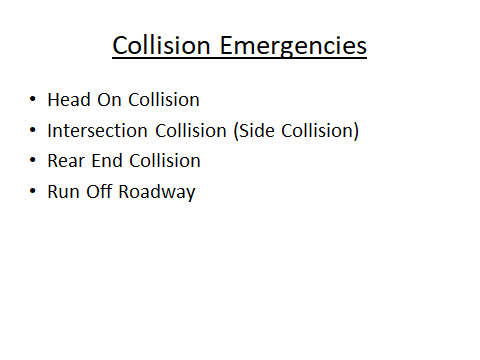 Collision Emergencies
• Head On Collision
• Intersection Collision (Side Collision)
• Rear End Collision
• Run Off Roadway